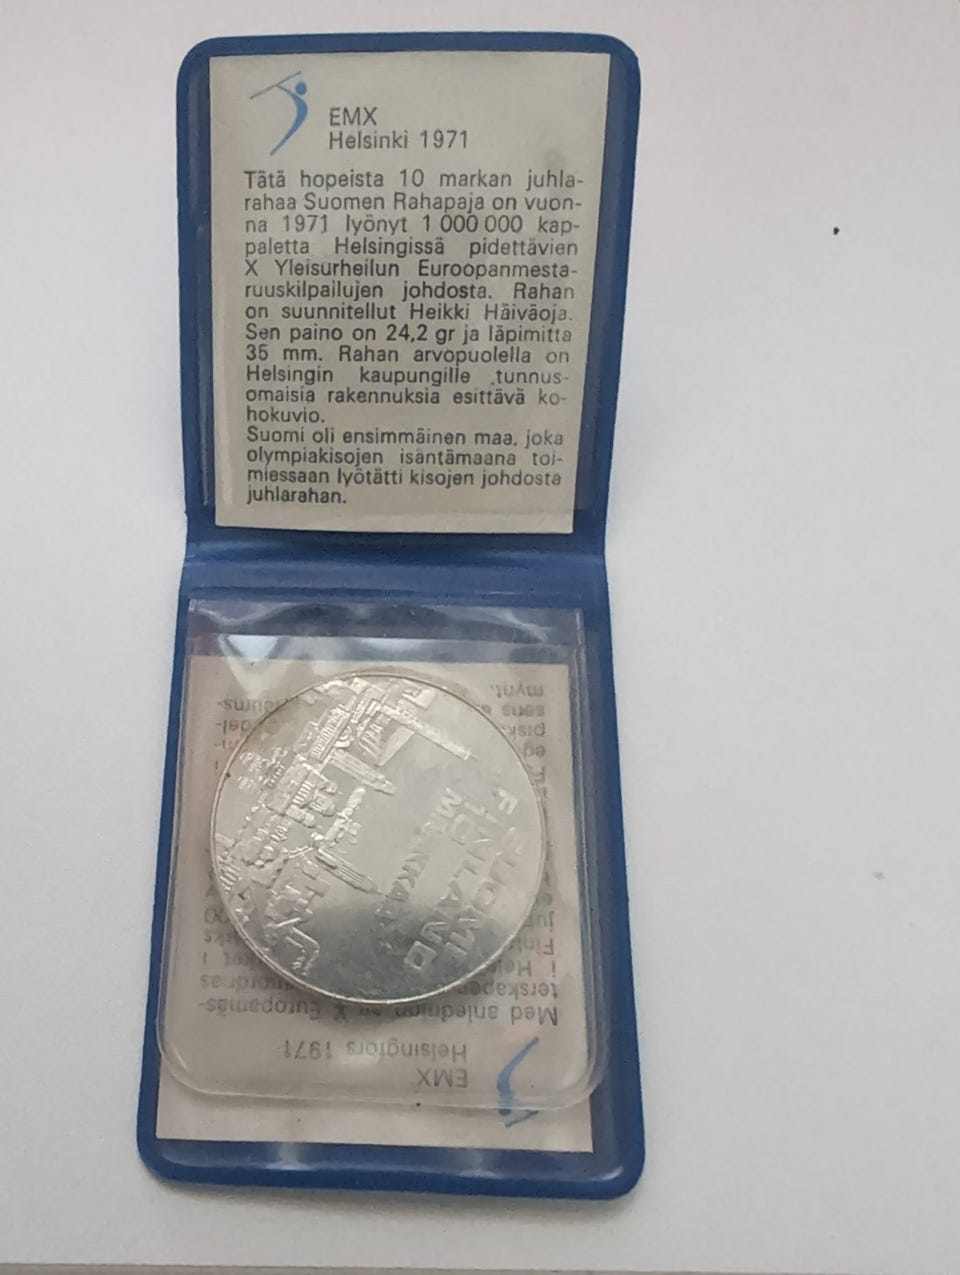 EMX
Helsinki 1971
Tätä hopeista 10 markan juhla-
rahaa Suomen Rahapaja on vuon-
na 1971 lyönyt 1 000 000 kap-
paletta Helsingissä pidettävien
X Yleisurheilun Euroopanmesta-
ruuskilpailujen johdosta. Rahan
on suunnitellut Heikki Häiväoja.
Sen paino on 24,2 gr ja läpimitta
35 mm. Rahan arvopuolella on
Helsingin kaupungille tunnus-
omaisia rakennuksia esittävä ko-
hokuvio.
Suomi oli ensimmäinen maa, joka
olympiakisojen isäntämaana toi-
miessaan lyötätti kisojen johdosta
juhlarahan.
SUOMI
FINLAND
10
MARKKAA
EMX
Helsingfors 1971
Med anledning av X Europamäs-
terskapen
i Hel
Fin
mynt.